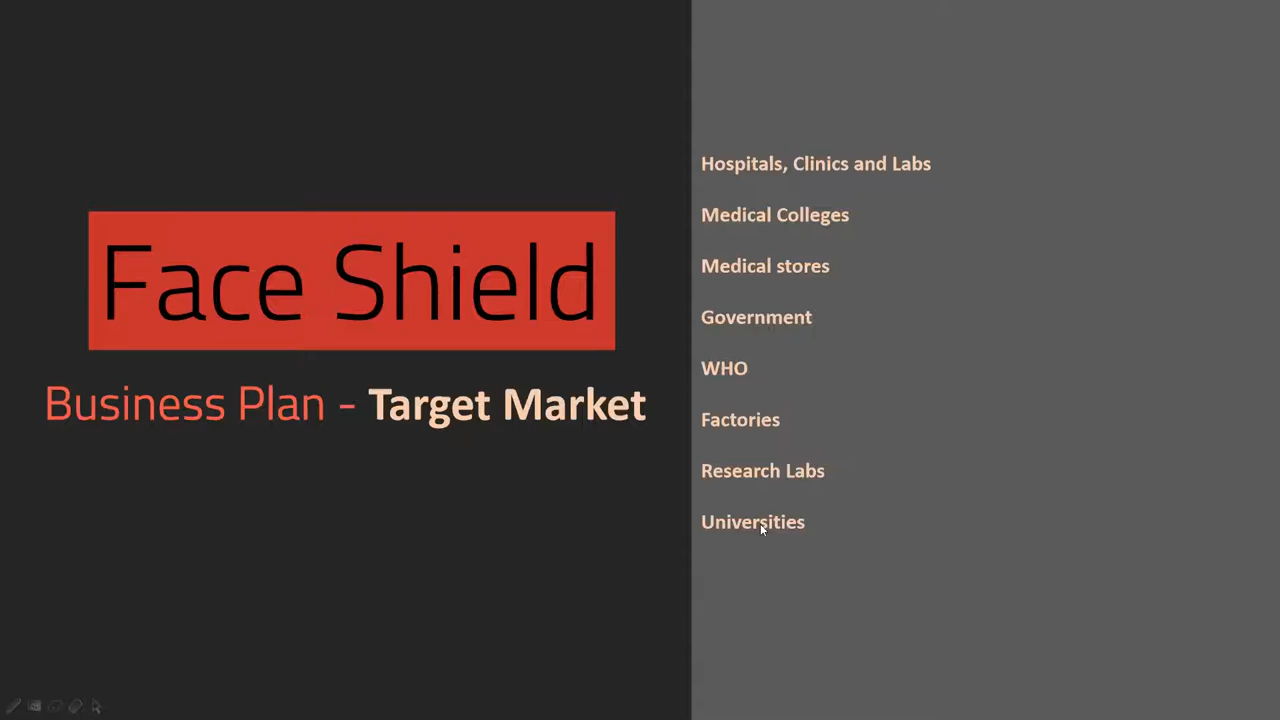 Face Shield
Business Plan - Target Market
Hospitals, Clinics and Labs
Medical Colleges
Medical stores
Government
WHO
Factories
Research Labs
Universities